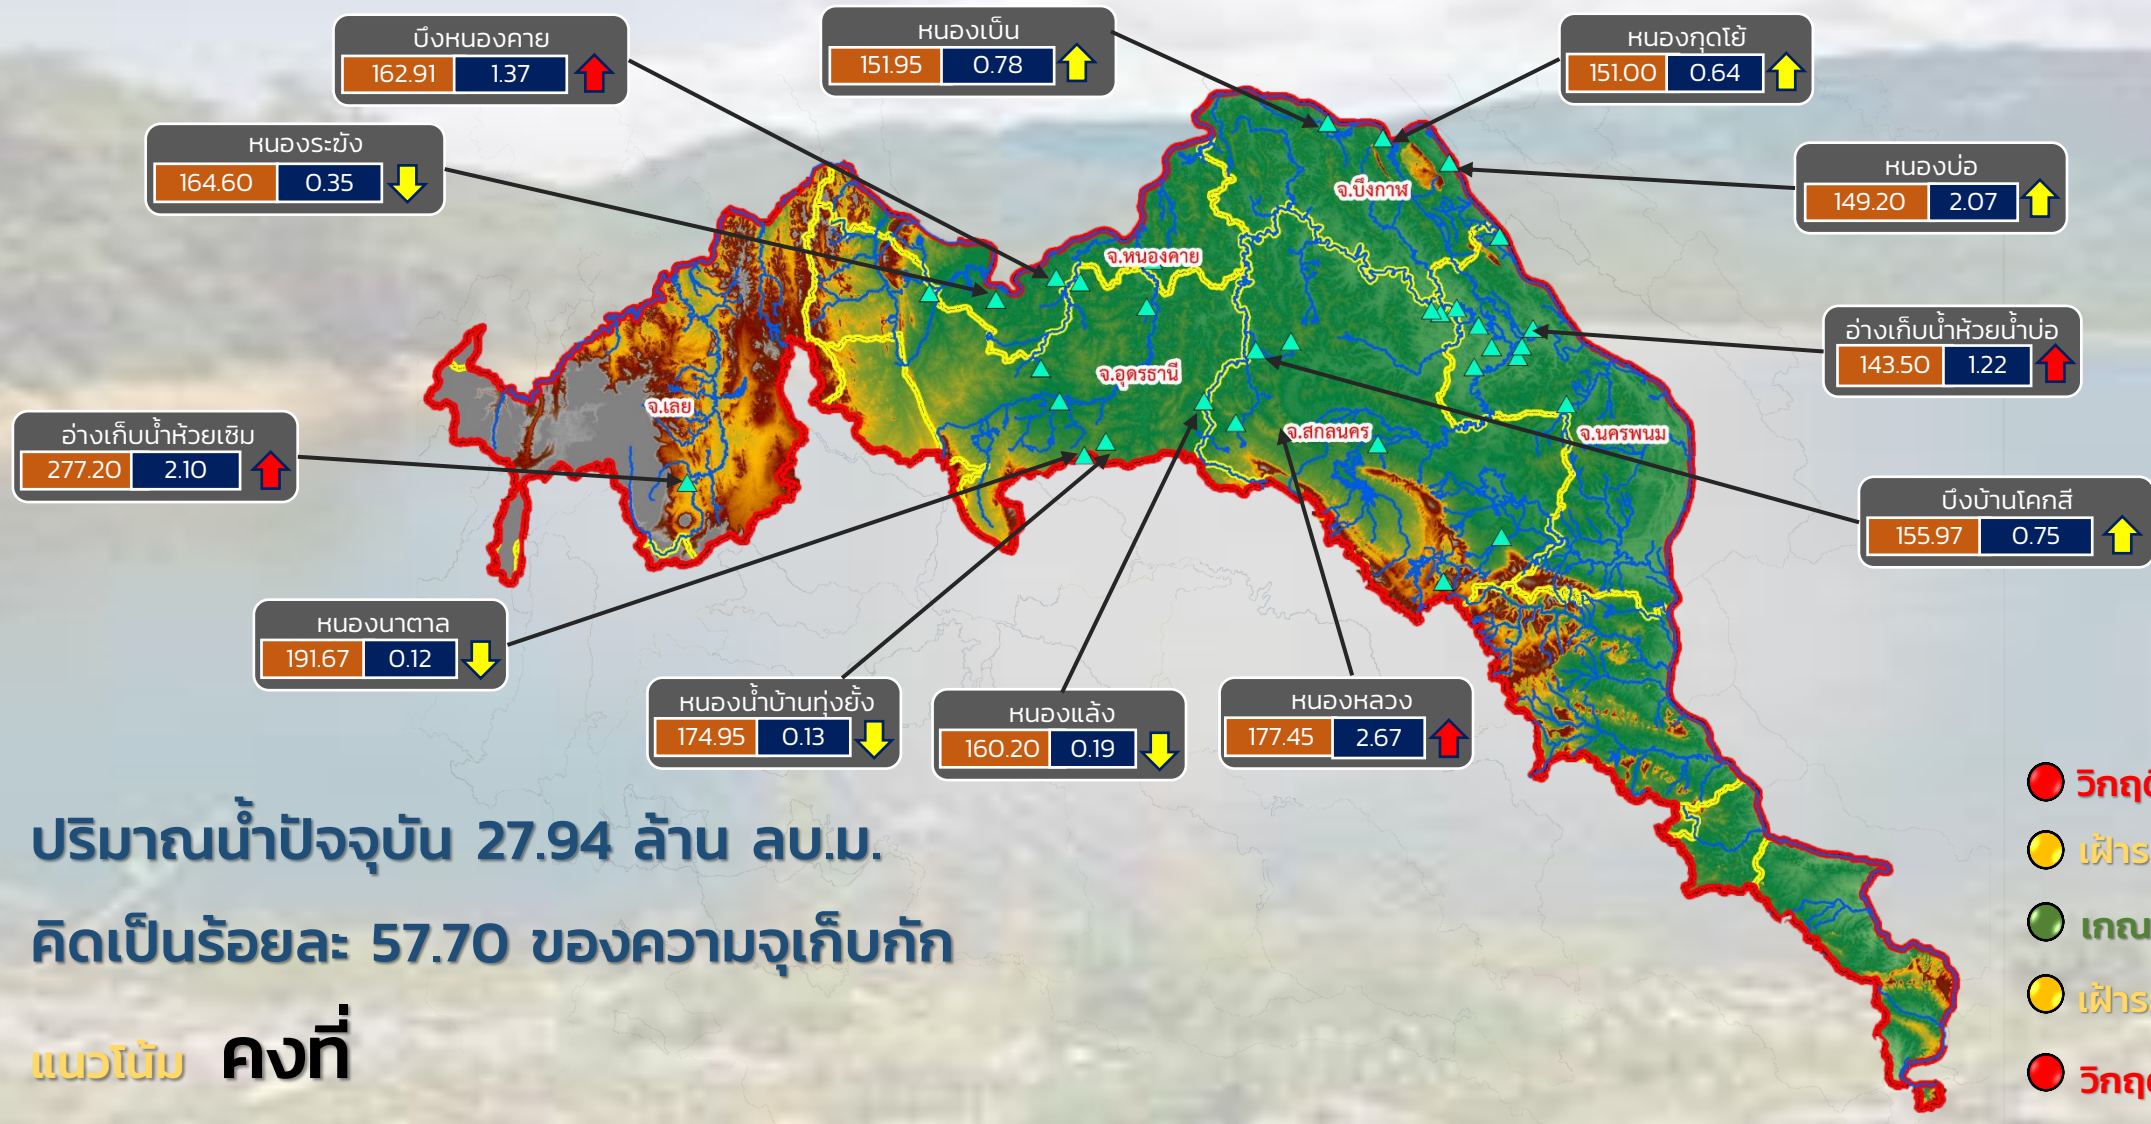 บึงหนองคาย
162.91 1.37
หนองเบ็น
151.95 0.78
หนองกุดโย้
151.00 0.64
หนองระฆัง
164.60 0.35
หนองบ่อ
149.20 2.07
จ.บึงกาฬ
จ.หนองคาย
อ่างเก็บน้ำห้วยน้ำบ่อ
143.50 1.22
จ.อุดรธานี
จ.เลย
จ.สกลนคร
จ.นครพนม
อ่างเก็บน้ำห้วยเซิม
277.20 2.10
บึงบ้านโคกสี
155.97 0.75
หนองนาตาล
191.67 0.12
หนองน้ำบ้านทุ่งยั้ง
174.95 0.13
หนองแล้ง
160.20 0.19
หนองหลวง
177.45 2.67
ปริมาณน้ำปัจจุบัน 27.94 ล้าน ลบ.ม.
คิดเป็นร้อยละ 57.70 ของความจุเก็บกัก
แนวโน้ม คงที่